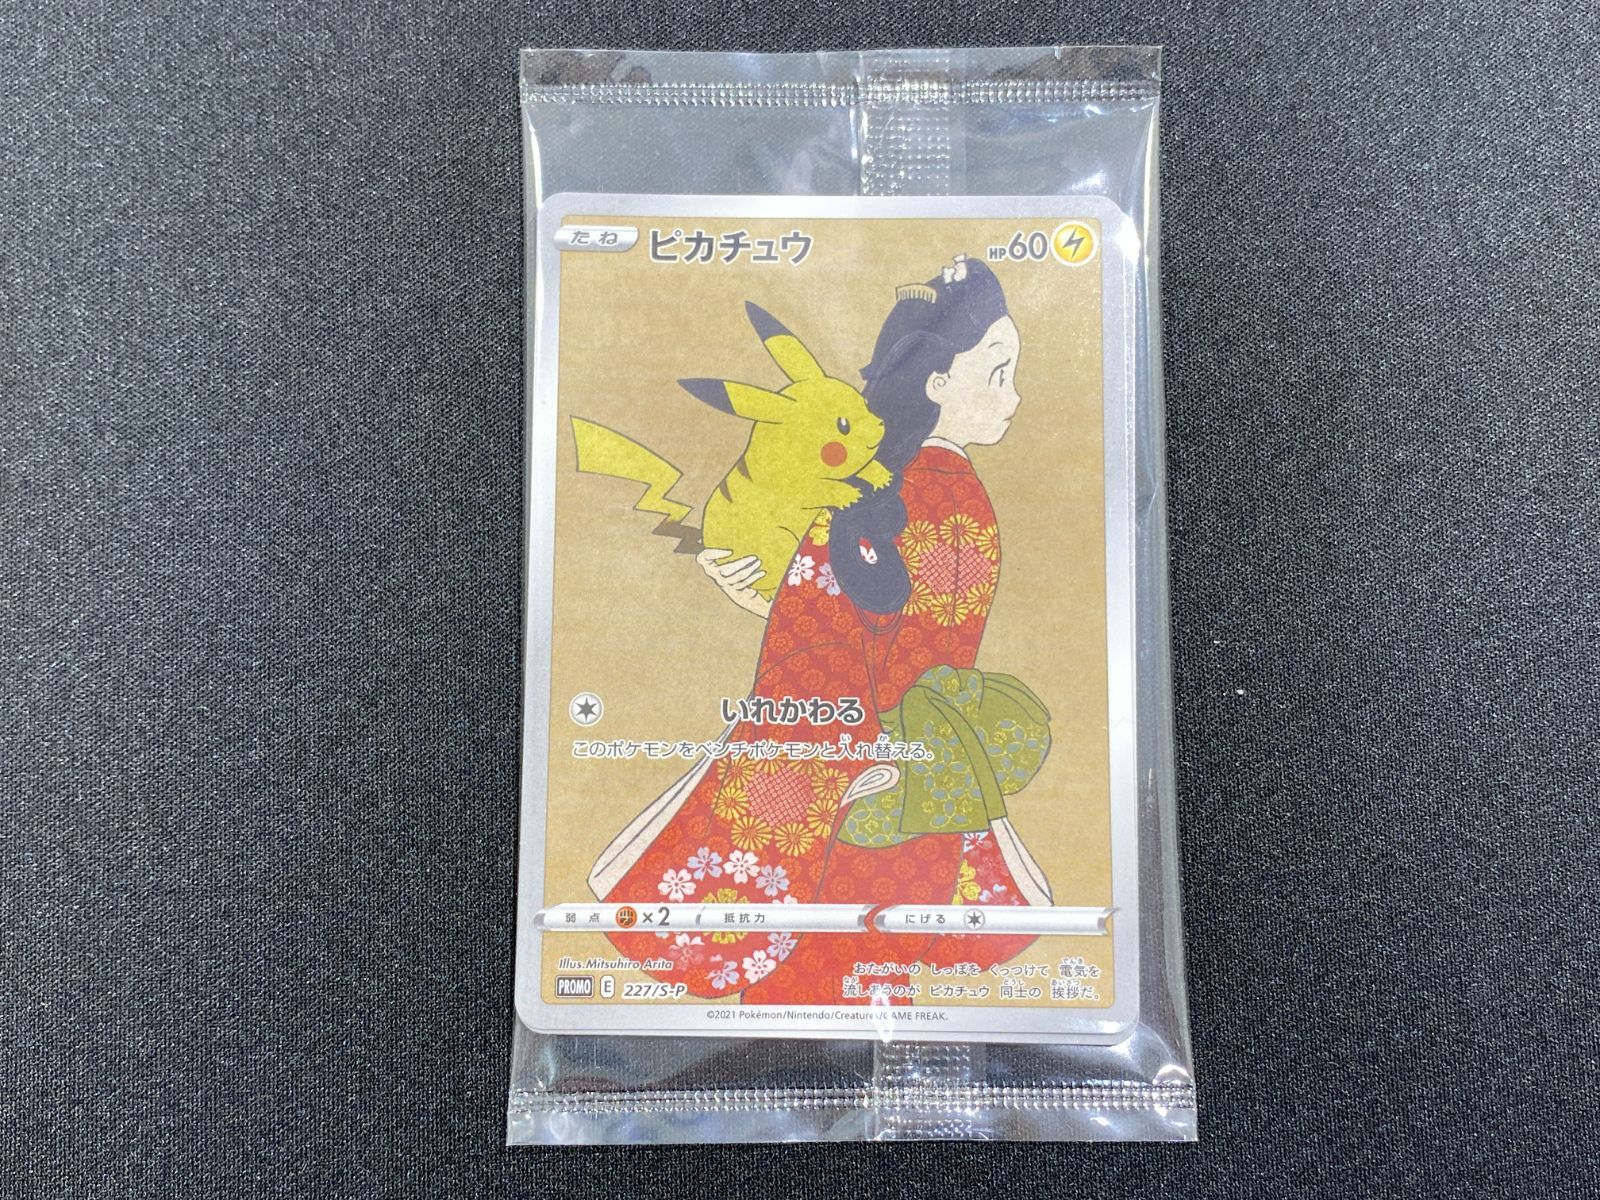 たね ピカチュウ HP60
いれかわる
このポケモンをベンチポケモンと入れ替える。
弱点 ×2 抵抗力 にげる
Illus.Mitsuhiro Arita
おたがいの しっぽを くっつけて 電気を
流しあうのが ピカチュウ 同士の 挨拶だ。
PROMO E 227/S-P
©2021 Pokémon/Nintendo/Creatures/GAME FREAK.